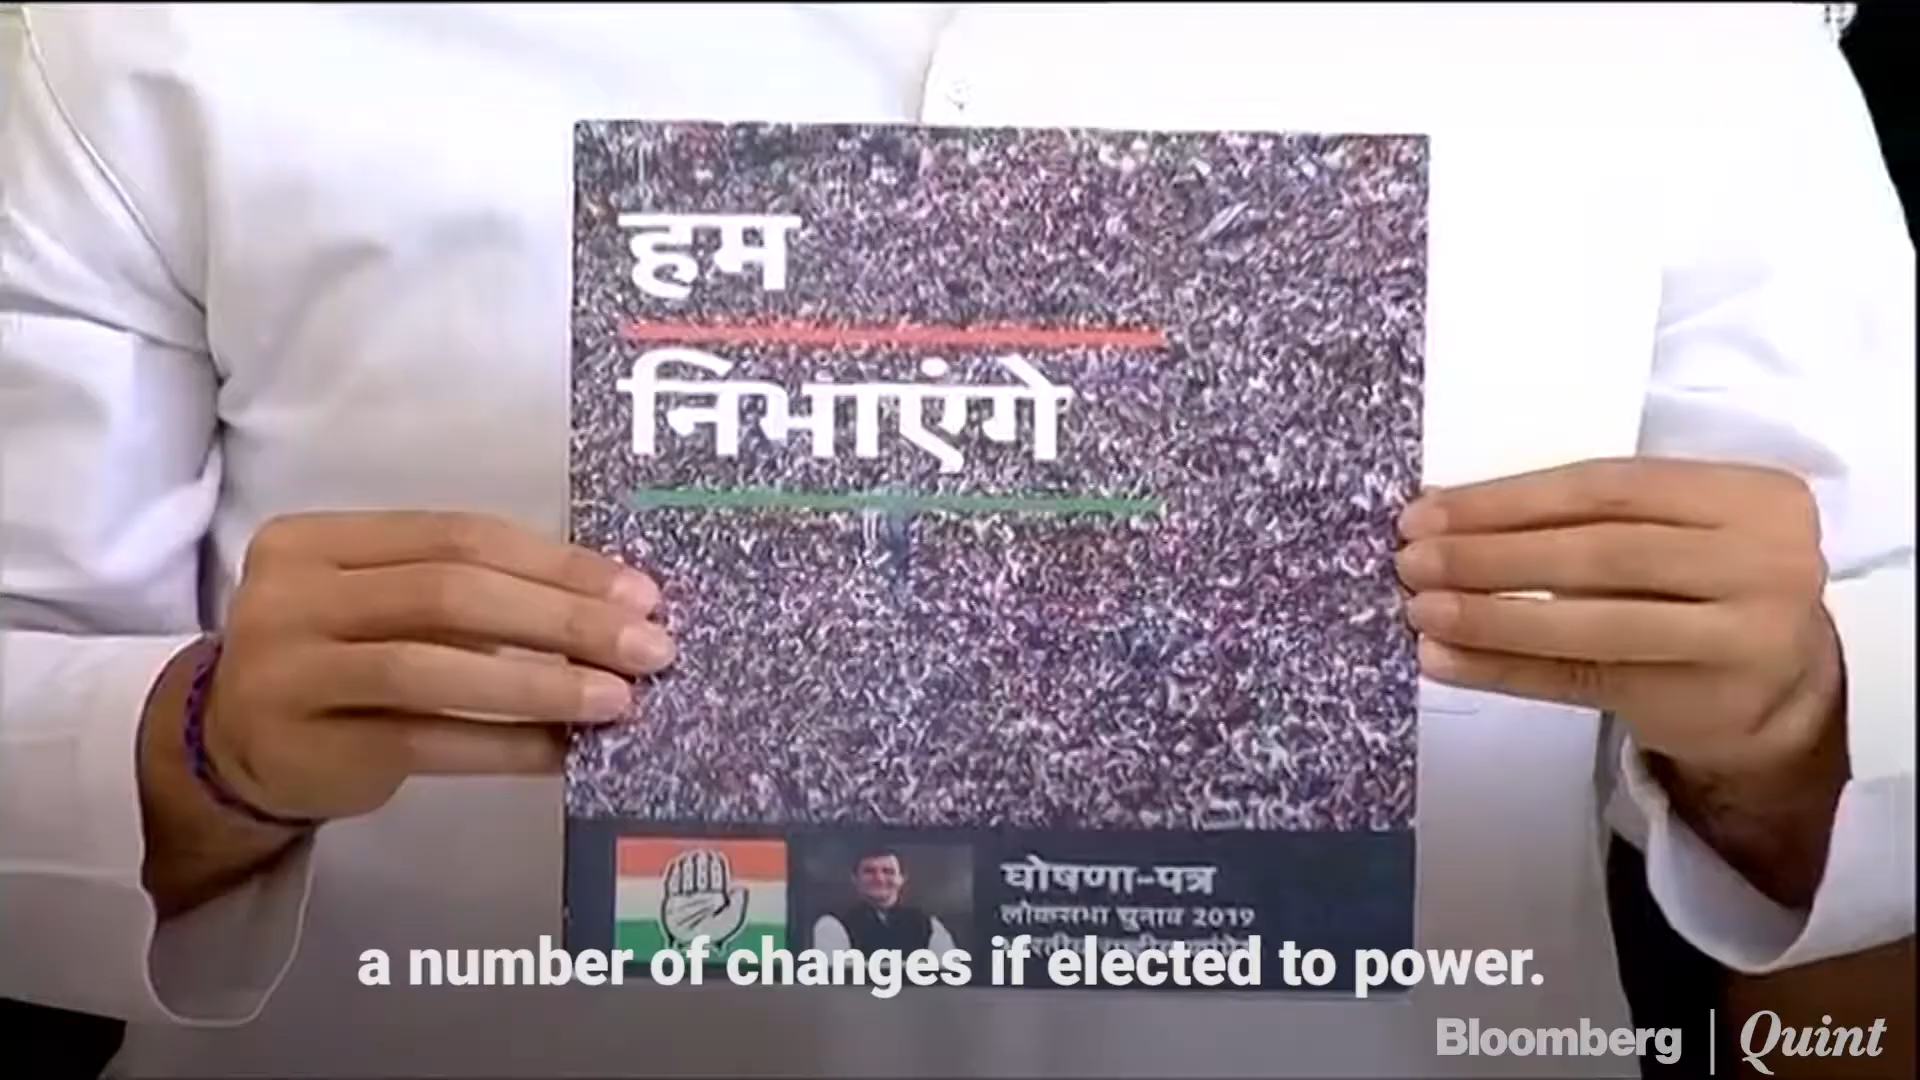 हम
निभाएंगे
घोषणा-पत्र
लोकसभा चुनाव 2019
a number of changes if elected to power.
Bloomberg | Quint